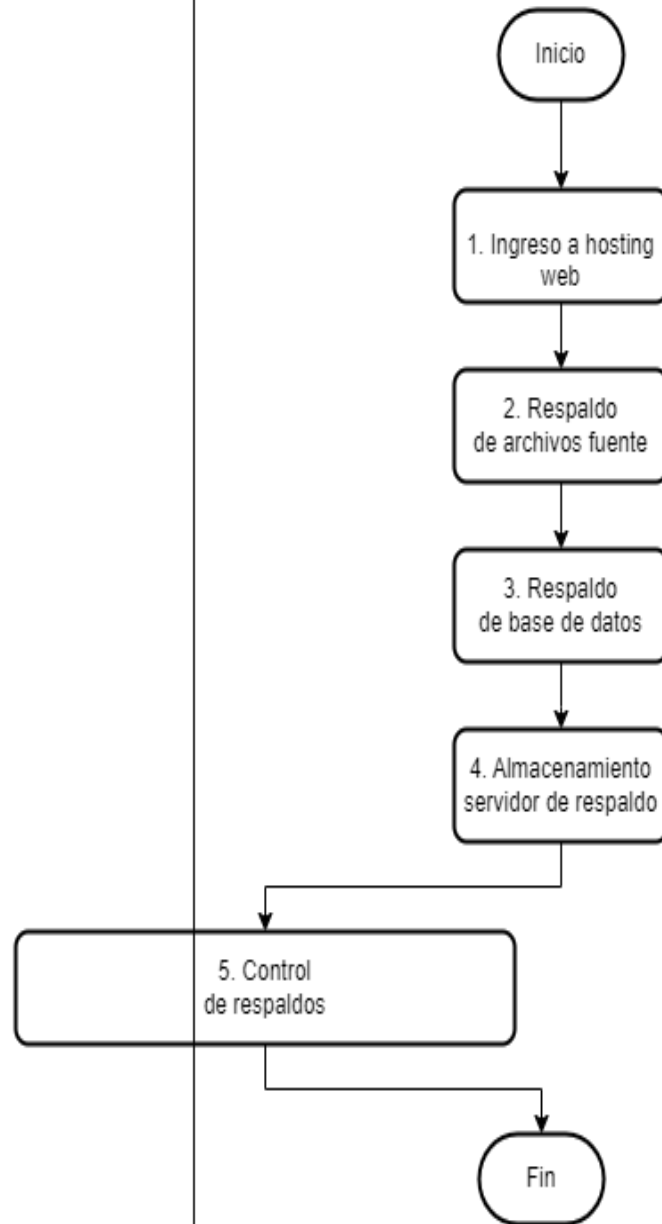 Inicio
1. Ingreso a hosting
web
2. Respaldo
de archivos fuente
3. Respaldo
de base de datos
4. Almacenamiento
servidor de respaldo
5. Control
de respaldos
Fin